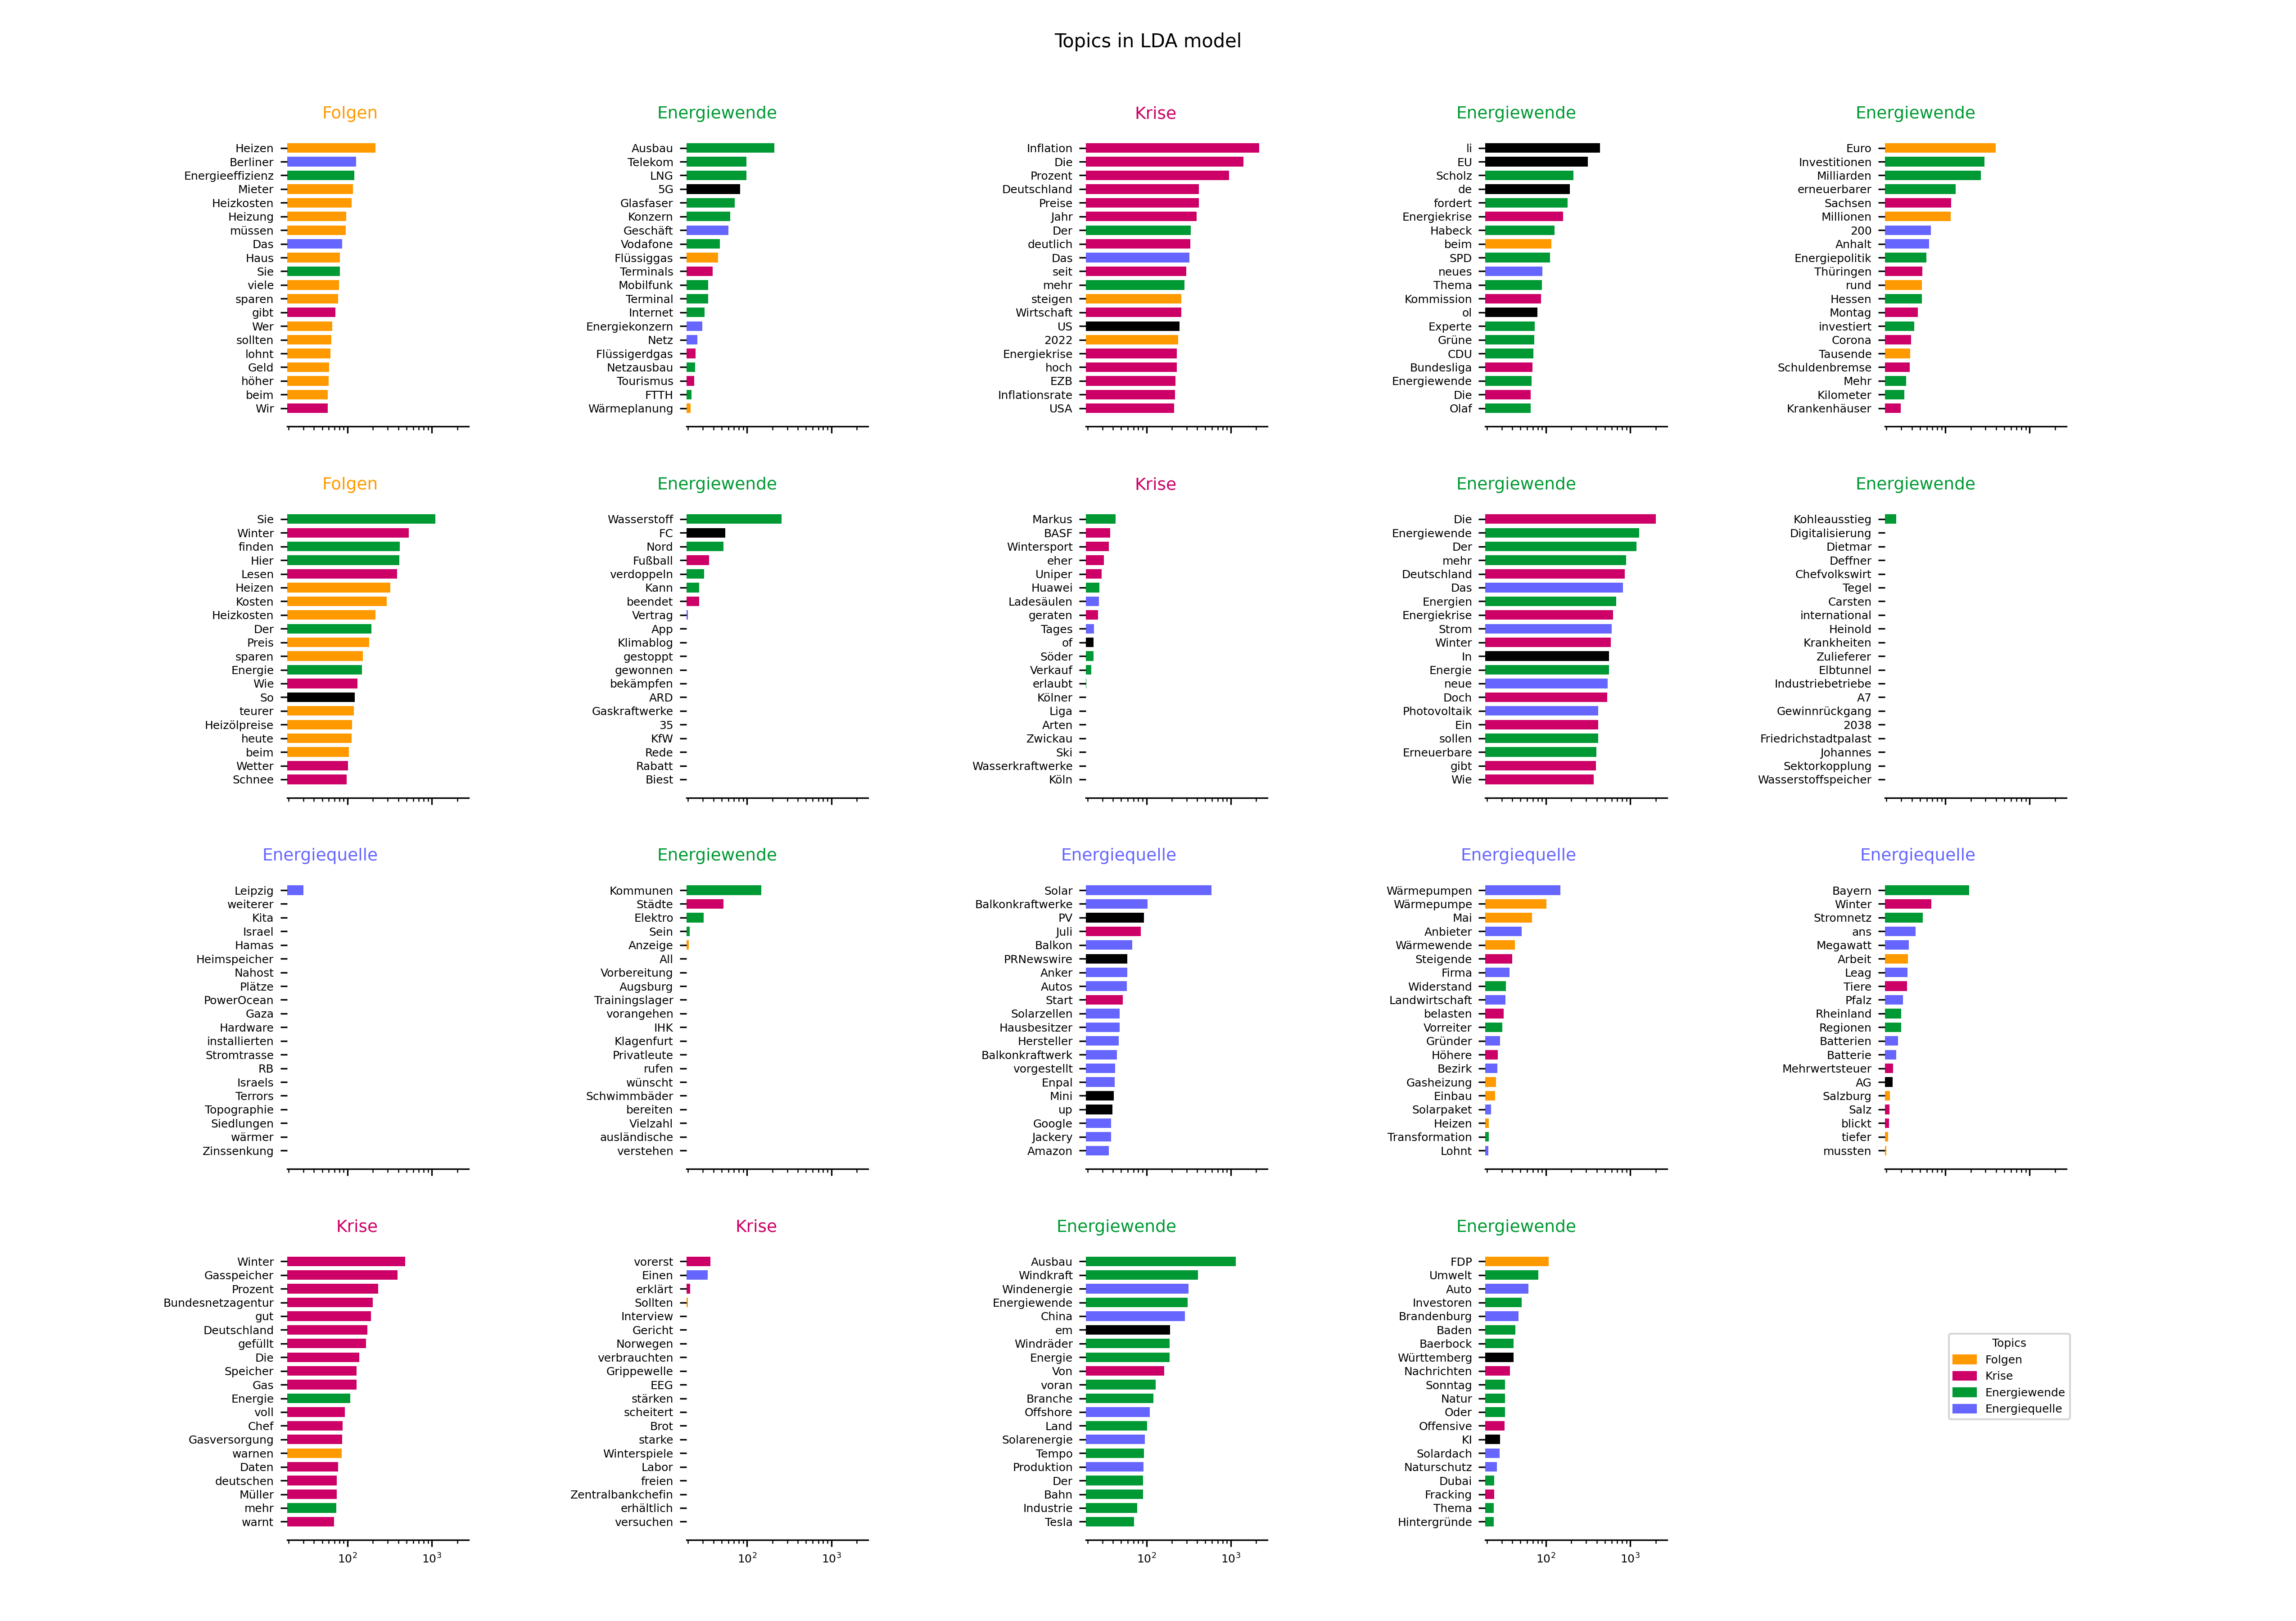 Topics in LDA model
Folgen
Heizen
Berliner
Energieeffizienz
Mieter
Heizkosten
Heizung
müssen
Das
Haus
Sie
viele
sparen
gibt
Wer
sollten
lohnt
Geld
höher
beim
Wir
Energiewende
Ausbau
Telekom
LNG
5G
Glasfaser
Konzern
Geschäft
Vodafone
Flüssiggas
Terminals
Mobilfunk
Terminal
Internet
Energiekonzern
Netz
Flüssigerdgas
Netzausbau
Tourismus
FTTH
Wärmeplanung
Krise
Inflation
Die
Prozent
Deutschland
Preise
Jahr
Der
deutlich
Das
seit
mehr
steigen
Wirtschaft
US
2022
Energiekrise
hoch
EZB
Inflationsrate
USA
Energiewende
li
EU
Scholz
de
fordert
Energiekrise
Habeck
beim
SPD
neues
Thema
Kommission
ol
Experte
Grüne
CDU
Bundesliga
Energiewende
Die
Olaf
Energiewende
Euro
Investitionen
Milliarden
erneuerbarer
Sachsen
Millionen
200
Anhalt
Energiepolitik
Thüringen
rund
Hessen
Montag
investiert
Corona
Tausende
Schuldenbremse
Mehr
Kilometer
Krankenhäuser
Folgen
Sie
Winter
finden
Hier
Lesen
Heizen
Kosten
Heizkosten
Der
Preis
sparen
Energie
Wie
So
teurer
Heizölpreise
heute
beim
Wetter
Schnee
Energiewende
Wasserstoff
FC
Nord
Fußball
verdoppeln
Kann
beendet
Vertrag
App
Klimablog
gestoppt
gewonnen
bekämpfen
ARD
Gaskraftwerke
35
KfW
Rede
Rabatt
Biest
Krise
Markus
BASF
Wintersport
eher
Uniper
Huawei
Ladesäulen
geraten
Tages
of
Söder
Verkauf
erlaubt
Kölner
Liga
Arten
Zwickau
Ski
Wasserkraftwerke
Köln
Energiewende
Die
Energiewende
Der
mehr
Deutschland
Das
Energien
Energiekrise
Strom
Winter
In
Energie
neue
Doch
Photovoltaik
Ein
sollen
Erneuerbare
gibt
Wie
Energiewende
Kohleausstieg
Digitalisierung
Dietmar
Deffner
Chefvolkswirt
Tegel
Carsten
international
Heinold
Krankheiten
Zulieferer
Elbtunnel
Industriebetriebe
A7
Gewinnrückgang
2038
Friedrichstadtpalast
Johannes
Sektorkopplung
Wasserstoffspeicher
Energiequelle
Leipzig
weiterer
Kita
Israel
Hamas
Heimspeicher
Nahost
Plätze
PowerOcean
Gaza
Hardware
installierten
Stromtrasse
RB
Israels
Terrors
Topographie
Siedlungen
wärmer
Zinssenkung
Energiewende
Kommunen
Städte
Elektro
Sein
Anzeige
All
Vorbereitung
Augsburg
Trainingslager
vorangehen
IHK
Klagenfurt
Privatleute
rufen
wünscht
Schwimmbäder
bereiten
Vielzahl
ausländische
verstehen
Energiequelle
Solar
Balkonkraftwerke
PV
Juli
Balkon
PRNewswire
Anker
Autos
Start
Solarzellen
Hausbesitzer
Hersteller
Balkonkraftwerk
vorgestellt
Enpal
Mini
up
Google
Jackery
Amazon
Energiequelle
Wärmepumpen
Wärmepumpe
Mai
Anbieter
Wärmewende
Steigende
Firma
Widerstand
Landwirtschaft
belasten
Vorreiter
Gründer
Höhere
Bezirk
Gasheizung
Einbau
Solarpaket
Heizen
Transformation
Lohnt
Energiequelle
Bayern
Winter
Stromnetz
ans
Megawatt
Arbeit
Leag
Tiere
Pfalz
Rheinland
Regionen
Batterien
Batterie
Mehrwertsteuer
AG
Salzburg
Salz
blickt
tiefer
mussten
Krise
Winter
Gasspeicher
Prozent
Bundesnetzagentur
gut
Deutschland
gefüllt
Die
Speicher
Gas
Energie
voll
Chef
Gasversorgung
warnen
Daten
deutschen
Müller
mehr
warnt
10² 10³
Krise
vorerst
Einen
erklärt
Sollten
Interview
Gericht
Norwegen
verbrauchten
Grippewelle
EEG
stärken
scheitert
Brot
starke
Winterspiele
Labor
freien
Zentralbankchefin
erhältlich
versuchen
10² 10³
Energiewende
Ausbau
Windkraft
Windenergie
Energiewende
China
em
Windräder
Energie
Von
voran
Branche
Offshore
Land
Solarenergie
Tempo
Produktion
Der
Bahn
Industrie
Tesla
10² 10³
Energiewende
FDP
Umwelt
Auto
Investoren
Brandenburg
Baden
Baerbock
Württemberg
Nachrichten
Sonntag
Natur
Oder
Offensive
KI
Solardach
Naturschutz
Dubai
Fracking
Thema
Hintergründe
10² 10³
Topics
Folgen
Krise
Energiewende
Energiequelle